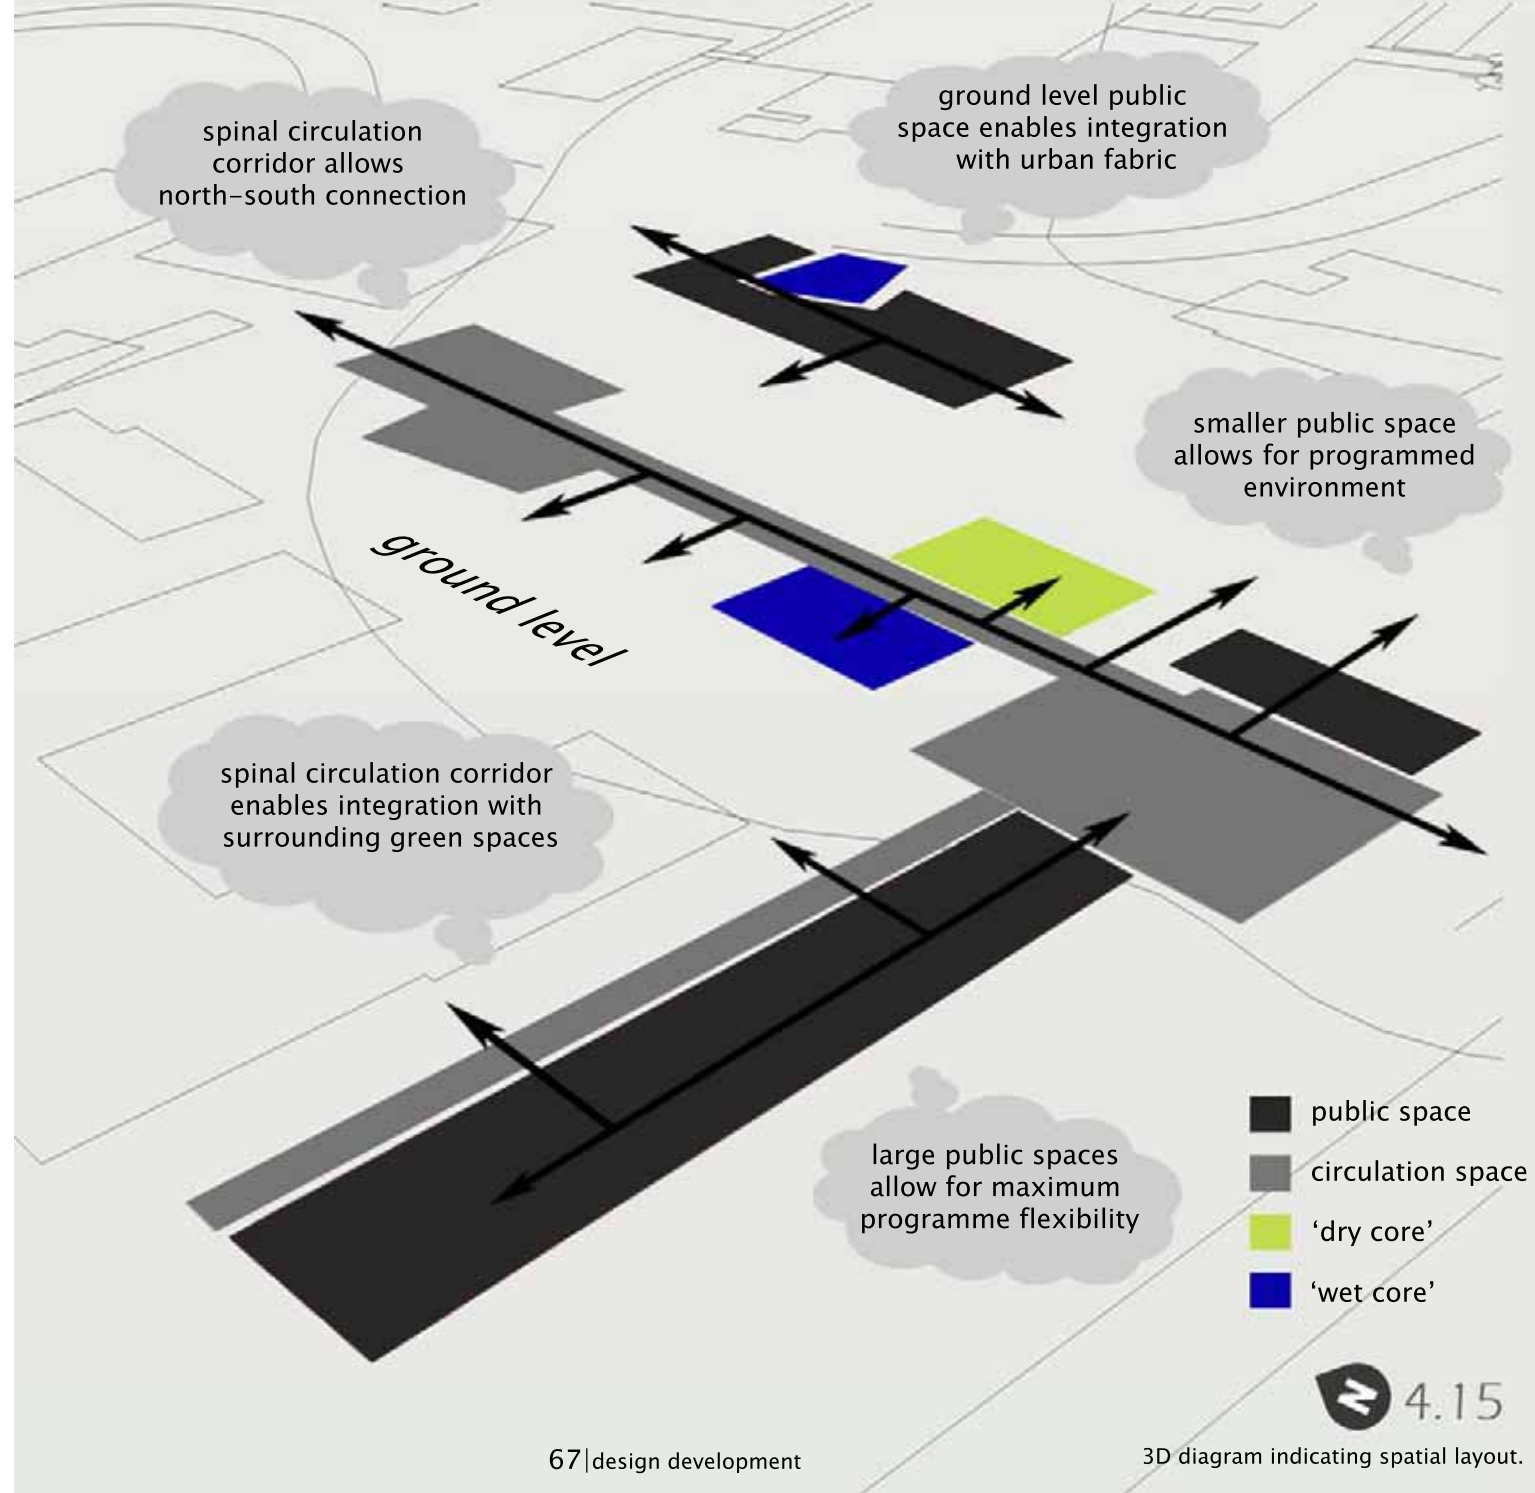 spinal circulation
corridor allows
north-south connection
ground level public
space enables integration
with urban fabric
smaller public space
allows for programmed
environment
ground level
spinal circulation corridor
enables integration with
surrounding green spaces
large public spaces
allow for maximum
programme flexibility
public space
circulation space
‘dry core’
‘wet core’
N
4.15
67|design development
3D diagram indicating spatial layout.